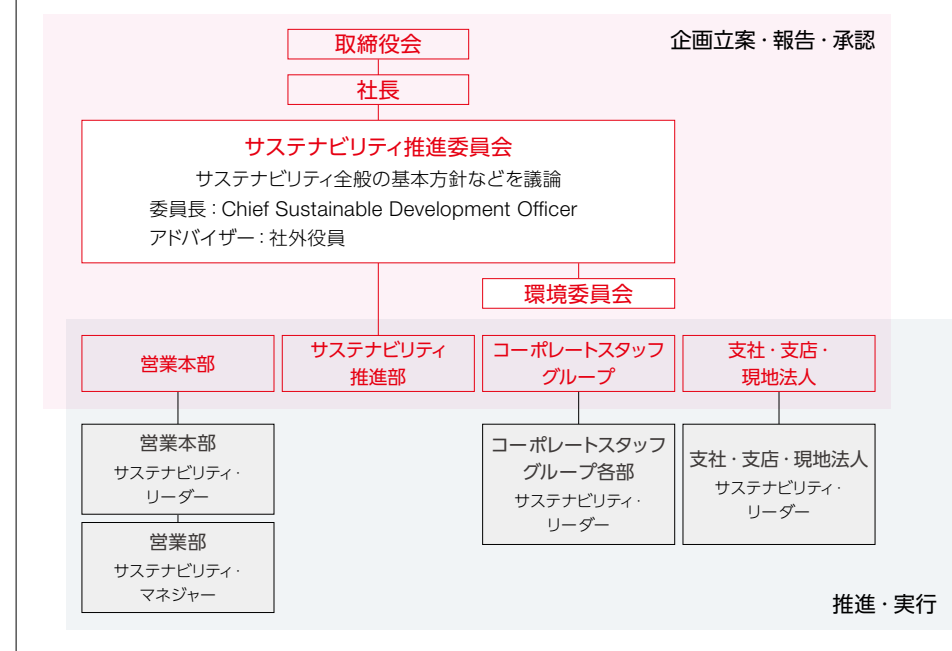 企画立案・報告・承認
取締役会
社長
サステナビリティ推進委員会
サステナビリティ全般の基本方針などを議論
委員長：Chief Sustainable Development Officer
アドバイザー：社外役員
環境委員会
営業本部
サステナビリティ
推進部
コーポレートスタッフ
グループ
支社・支店・
現地法人
営業本部
サステナビリティ・
リーダー
営業部
サステナビリティ・
マネジャー
コーポレートスタッフ
グループ各部
サステナビリティ・
リーダー
支社・支店・現地法人
サステナビリティ・
リーダー
推進・実行